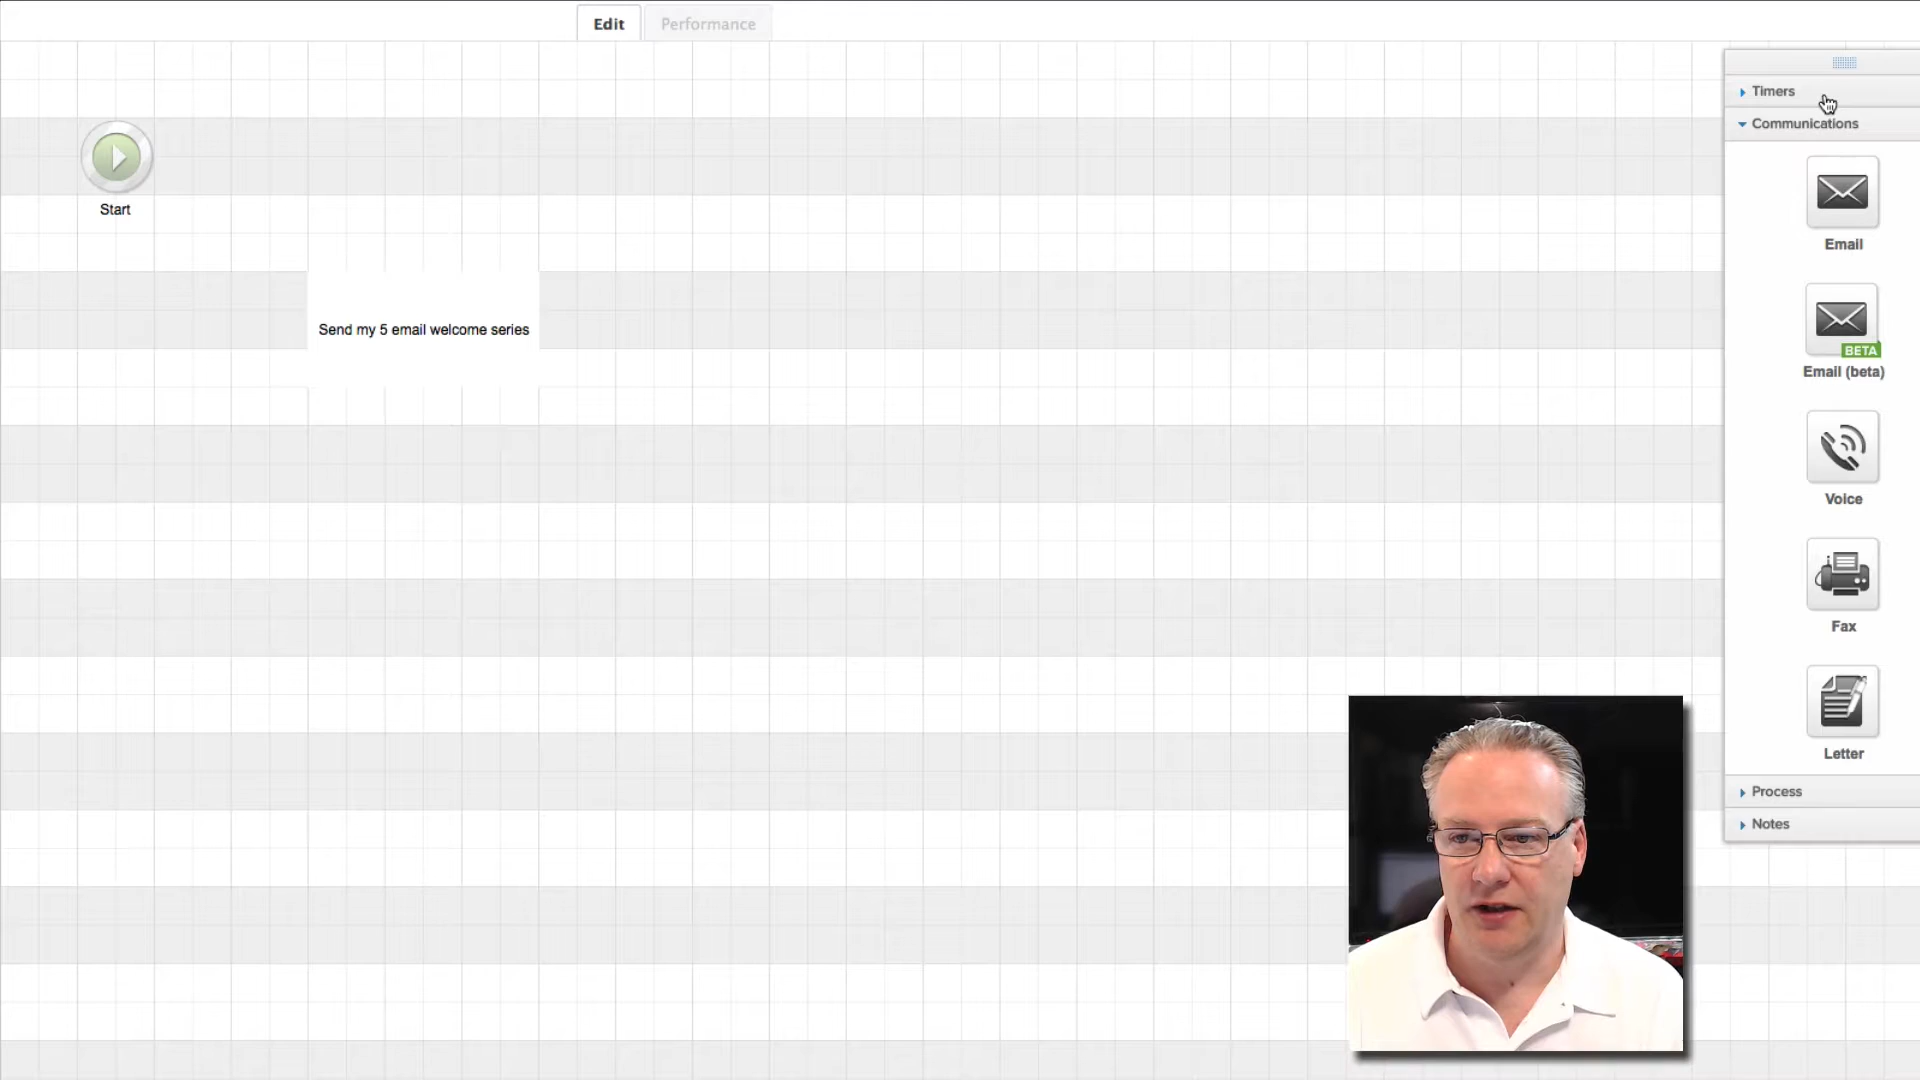 Edit
Performance
Timers
Communications
Start
Email
Send my 5 email welcome series
BETA
Email (beta)
Voice
Fax
Letter
Process
Notes